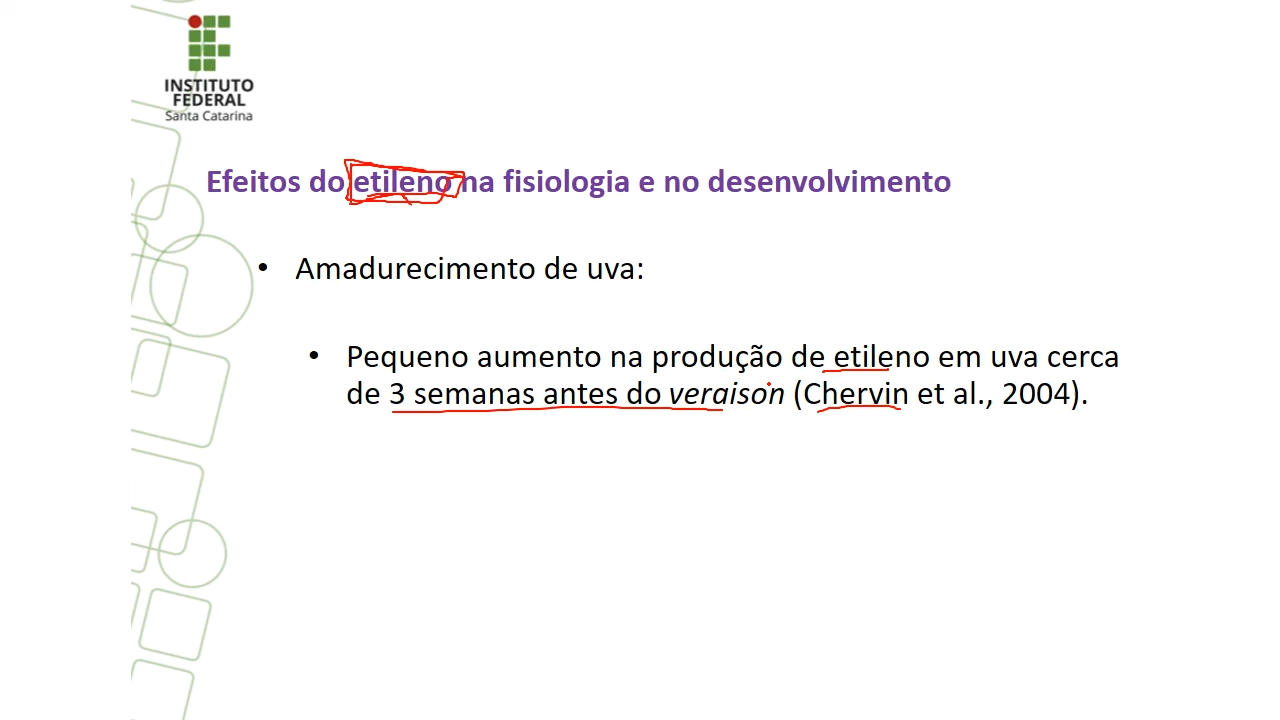 INSTITUTO
FEDERAL
Santa Catarina
Efeitos do etileno na fisiologia e no desenvolvimento
• Amadurecimento de uva:
• Pequeno aumento na produção de etileno em uva cerca
de 3 semanas antes do veraison (Chervin et al., 2004).